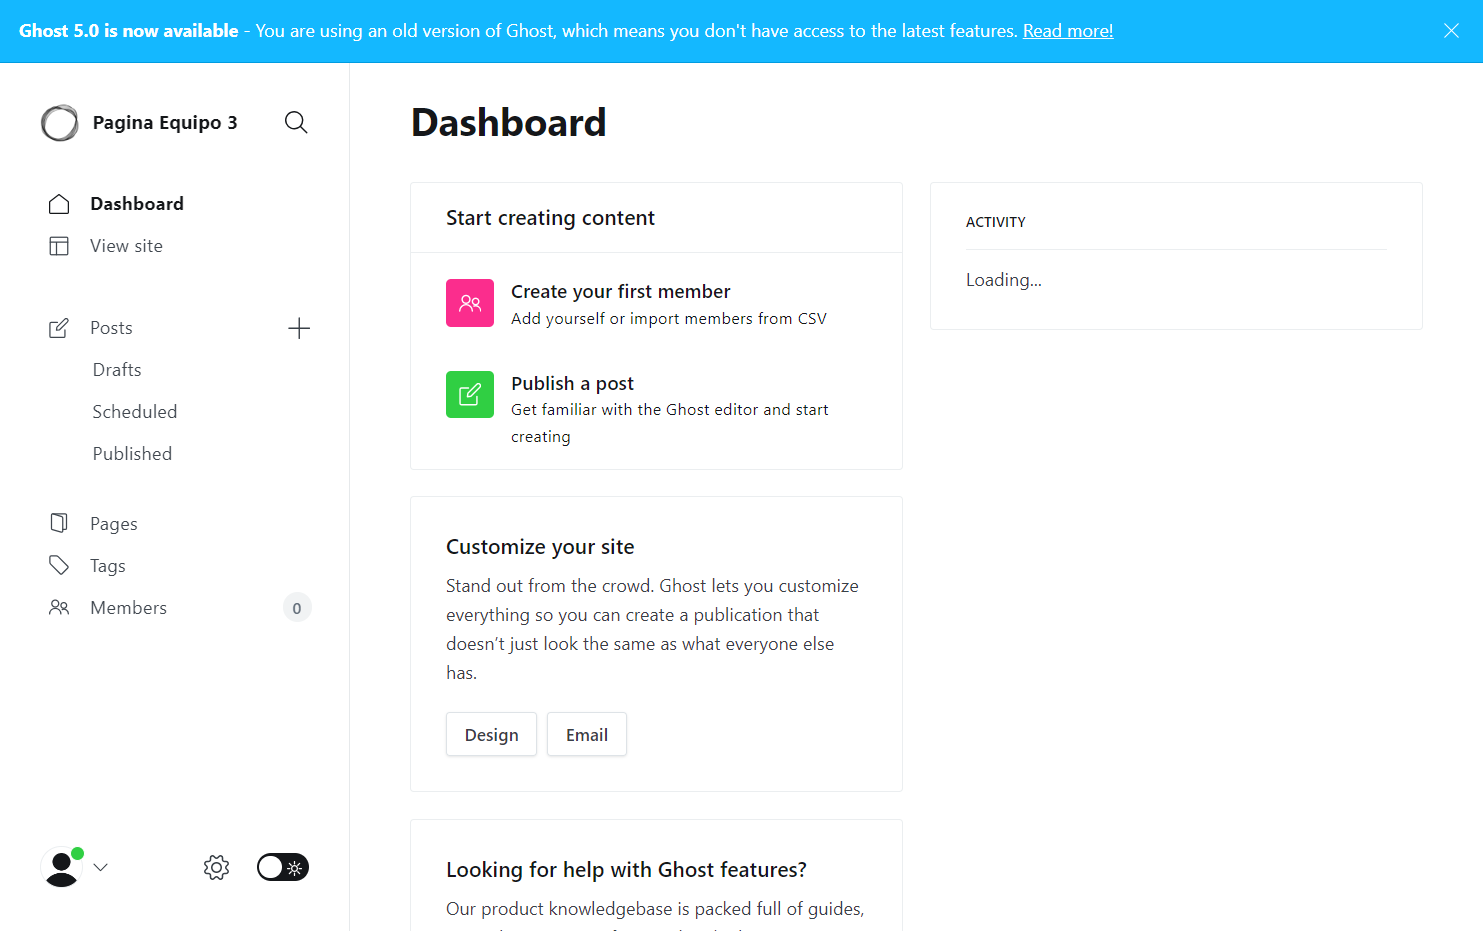 Ghost 5.0 is now available - You are using an old version of Ghost, which means you don't have access to the latest features. Read more!
Pagina Equipo 3
Dashboard
View site
Posts
Drafts
Scheduled
Published
Pages
Tags
Members
0
Dashboard
Start creating content
Create your first member
Add yourself or import members from CSV
Publish a post
Get familiar with the Ghost editor and start
creating
Customize your site
Stand out from the crowd. Ghost lets you customize
everything so you can create a publication that
doesn’t just look the same as what everyone else
has.
Design
Email
Looking for help with Ghost features?
Our product knowledgebase is packed full of guides,
ACTIVITY
Loading...